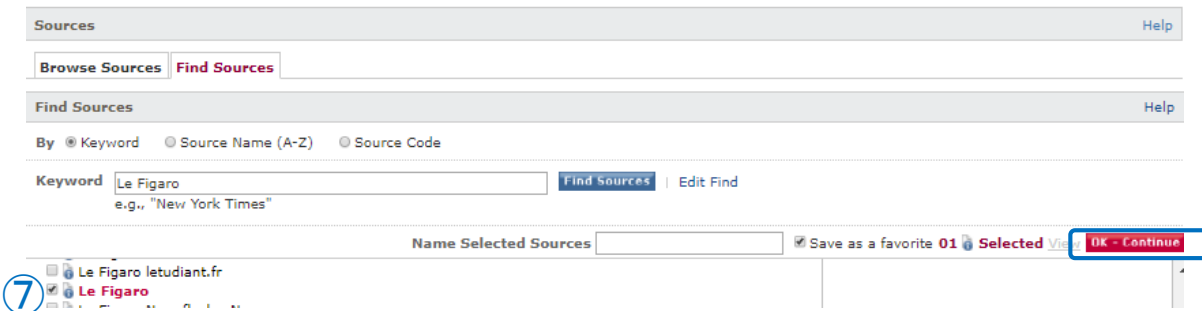 Sources Help
Browse Sources Find Sources
Find Sources Help
By Keyword Source Name (A-Z) Source Code
Keyword Le Figaro Find Sources | Edit Find
e.g., "New York Times"
Name Selected Sources Save as a favorite 01 Selected View OK - Continue
Le Figaro letudiant.fr
7 Le Figaro